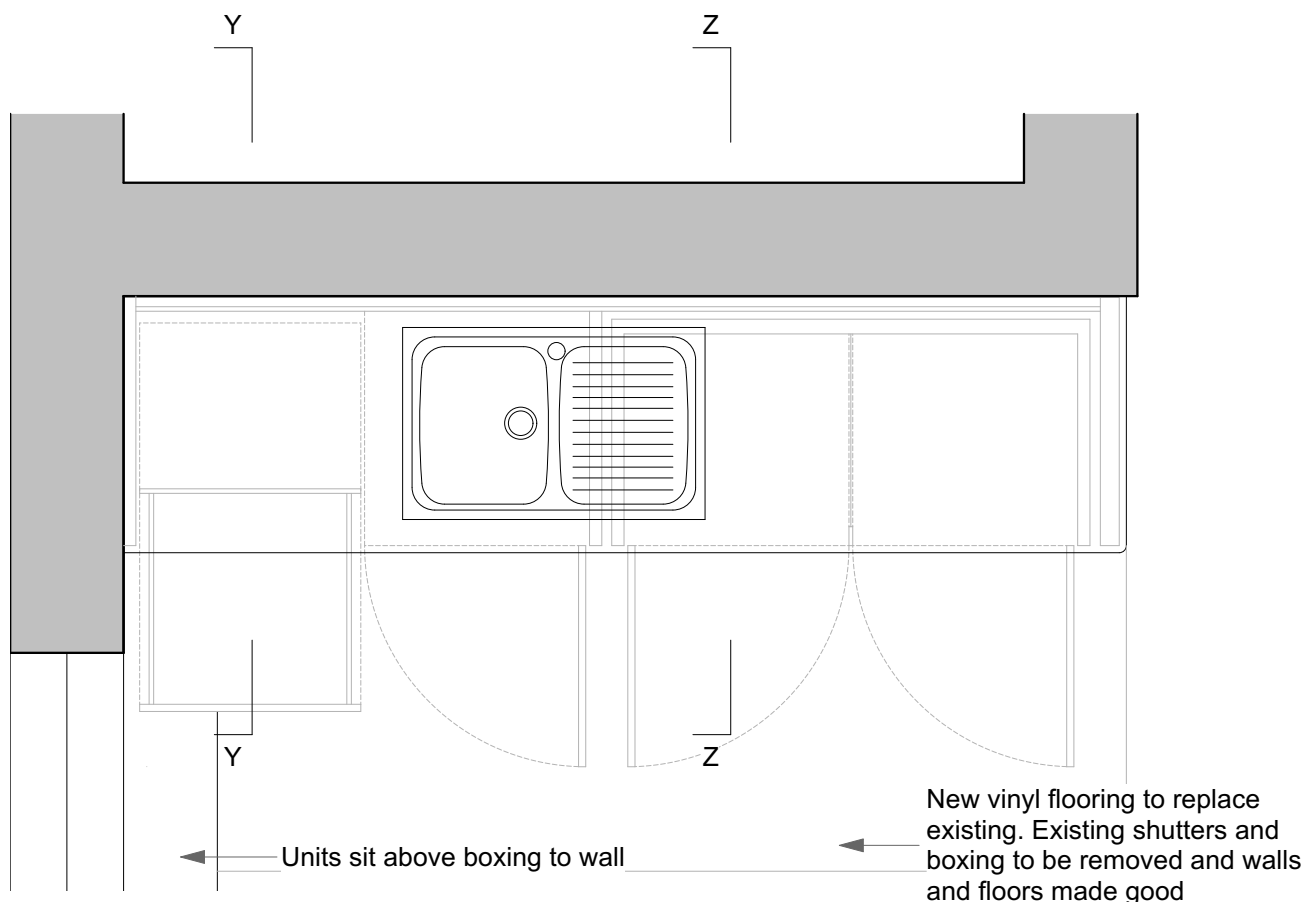 Y
Z
Y
Z
Units sit above boxing to wall
New vinyl flooring to replace
existing. Existing shutters and
boxing to be removed and walls
and floors made good